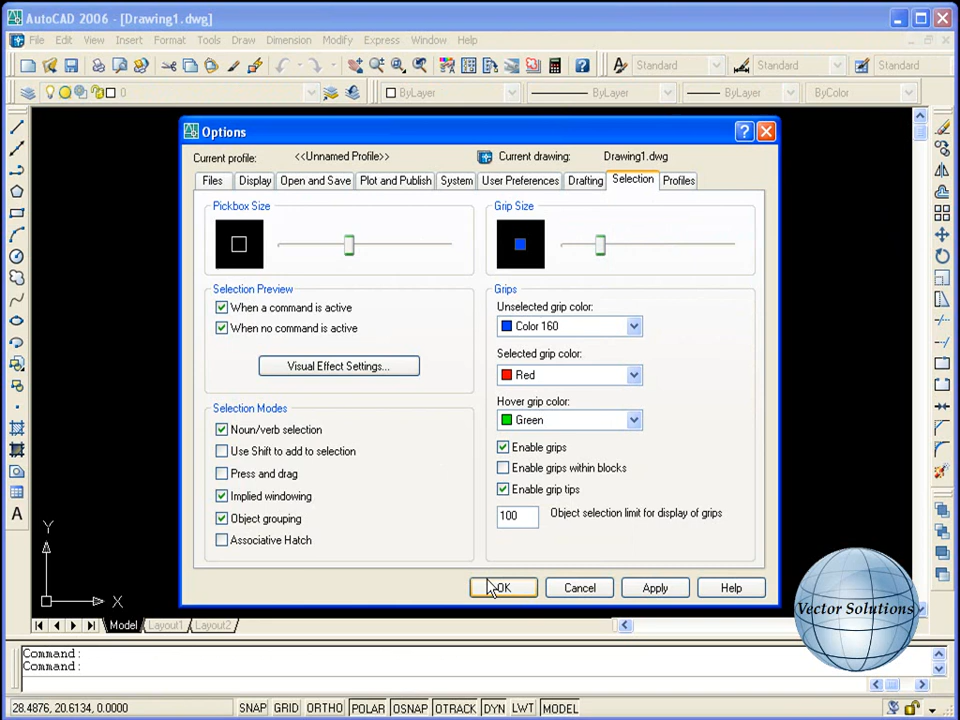 AutoCAD 2006 - [Drawing1.dwg]
File Edit View Insert Format Tools Draw Dimension Modify Express Window Help
Standard Standard Standard
0 ByLayer ByLayer ByLayer ByColor
Options
Current profile: <<Unnamed Profile>> Current drawing: Drawing1.dwg
Files Display Open and Save Plot and Publish System User Preferences Drafting Selection Profiles
Pickbox Size Grip Size
Selection Preview Grips
When a command is active Unselected grip color:
When no command is active Color 160
Visual Effect Settings... Selected grip color:
Red
Selection Modes Hover grip color:
Noun/verb selection Green
Use Shift to add to selection Enable grips
Press and drag Enable grips within blocks
Implied windowing Enable grip tips
Object grouping 100 Object selection limit for display of grips
Associative Hatch
OK Cancel Apply Help
Y
X
A
Vector Solutions
Model Layout1 Layout2
Command:
Command:
28.4876, 20.6134, 0.0000 SNAP GRID ORTHO POLAR OSNAP OTRACK DYN LWT MODEL